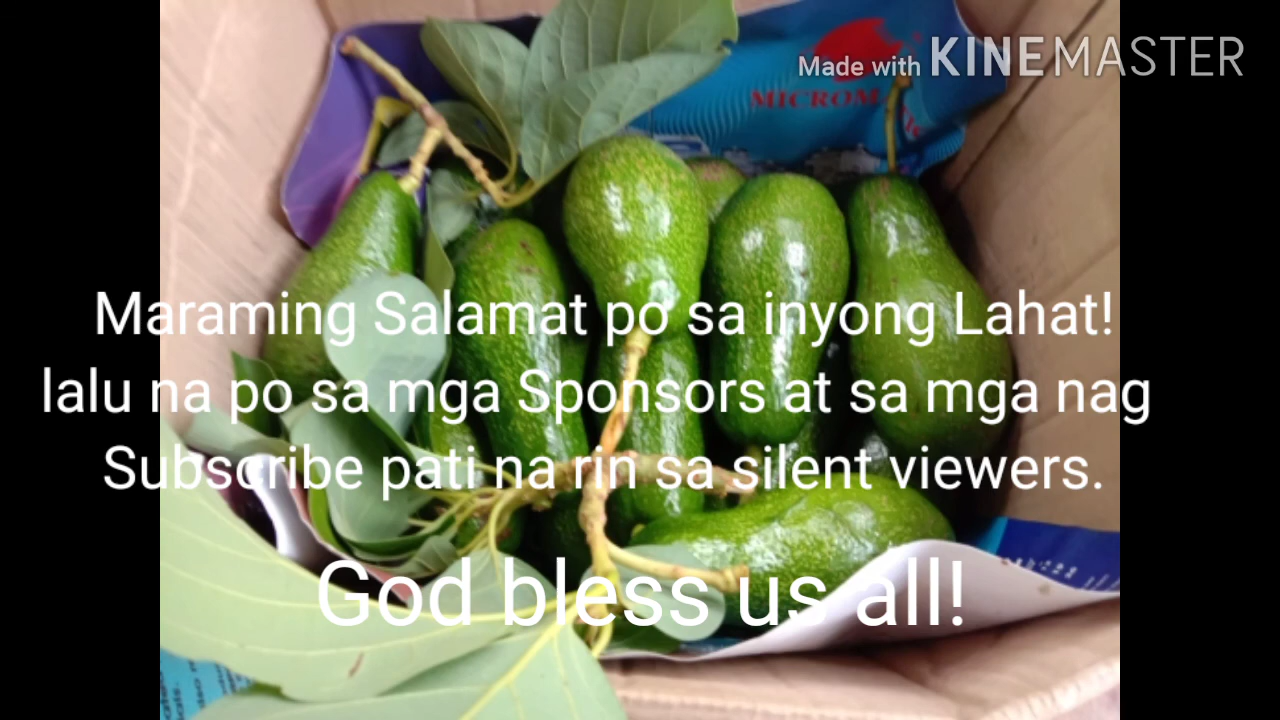 Made with KINEMASTER
MICROM
Maraming Salamat po sa inyong Lahat!
lalu na po sa mga Sponsors at sa mga nag
Subscribe pati na rin sa silent viewers.
God bless us all!